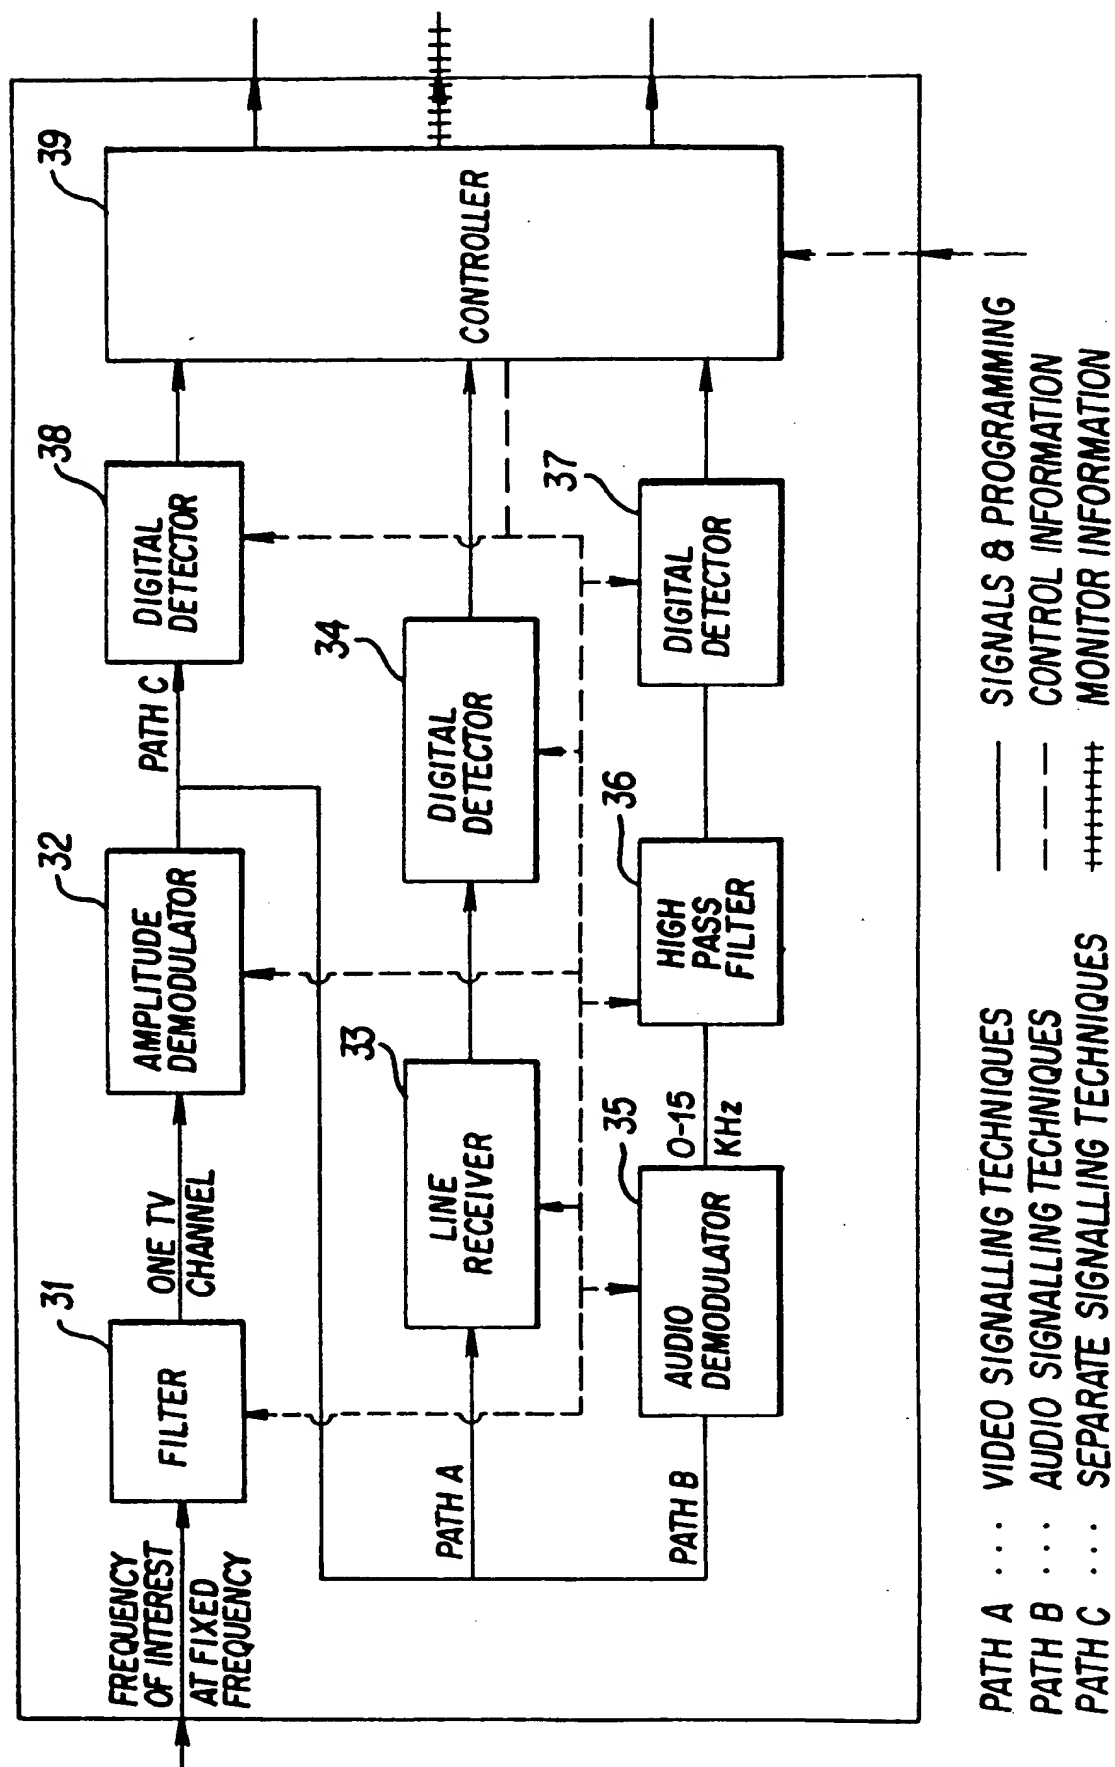 FREQUENCY
OF INTEREST
AT FIXED
FREQUENCY
31
FILTER
ONE TV
CHANNEL
32
AMPLITUDE
DEMODULATOR
PATH C
38
DIGITAL
DETECTOR
39
CONTROLLER
PATH A
33
LINE
RECEIVER
34
DIGITAL
DETECTOR
PATH B
35
AUDIO
DEMODULATOR
0-15
KHz
36
HIGH
PASS
FILTER
37
DIGITAL
DETECTOR
PATH A ... VIDEO SIGNALLING TECHNIQUES
PATH B ... AUDIO SIGNALLING TECHNIQUES
PATH C ... SEPARATE SIGNALLING TECHNIQUES
SIGNALS & PROGRAMMING
CONTROL INFORMATION
MONITOR INFORMATION